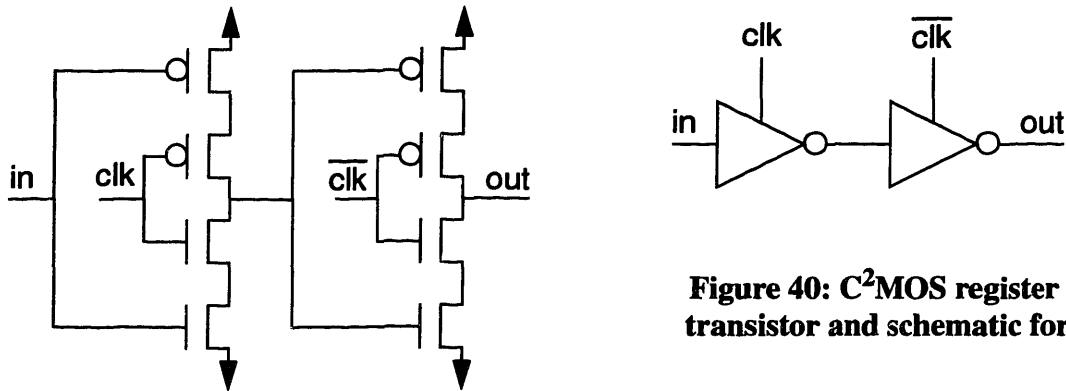 in
clk
clk̅
out
clk
clk̅
in
out
Figure 40: C²MOS register
transistor and schematic for